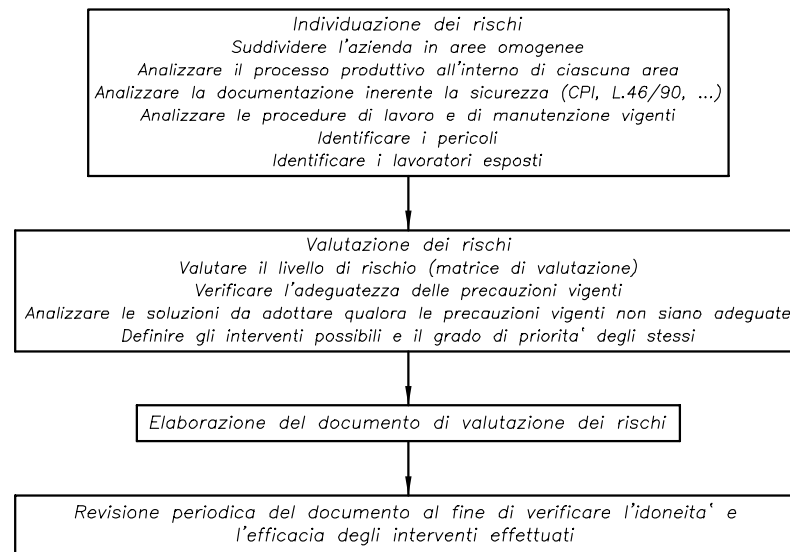 Individuazione dei rischi
Suddividere l'azienda in aree omogenee
Analizzare il processo produttivo all'interno di ciascuna area
Analizzare la documentazione inerente la sicurezza (CPI, L.46/90, ...)
Analizzare le procedure di lavoro e di manutenzione vigenti
Identificare i pericoli
Identificare i lavoratori esposti
Valutazione dei rischi
Valutare il livello di rischio (matrice di valutazione)
Verificare l'adeguatezza delle precauzioni vigenti
Analizzare le soluzioni da adottare qualora le precauzioni vigenti non siano adeguate
Definire gli interventi possibili e il grado di priorita‘ degli stessi
Elaborazione del documento di valutazione dei rischi
Revisione periodica del documento al fine di verificare l'idoneita‘ e
l'efficacia degli interventi effettuati